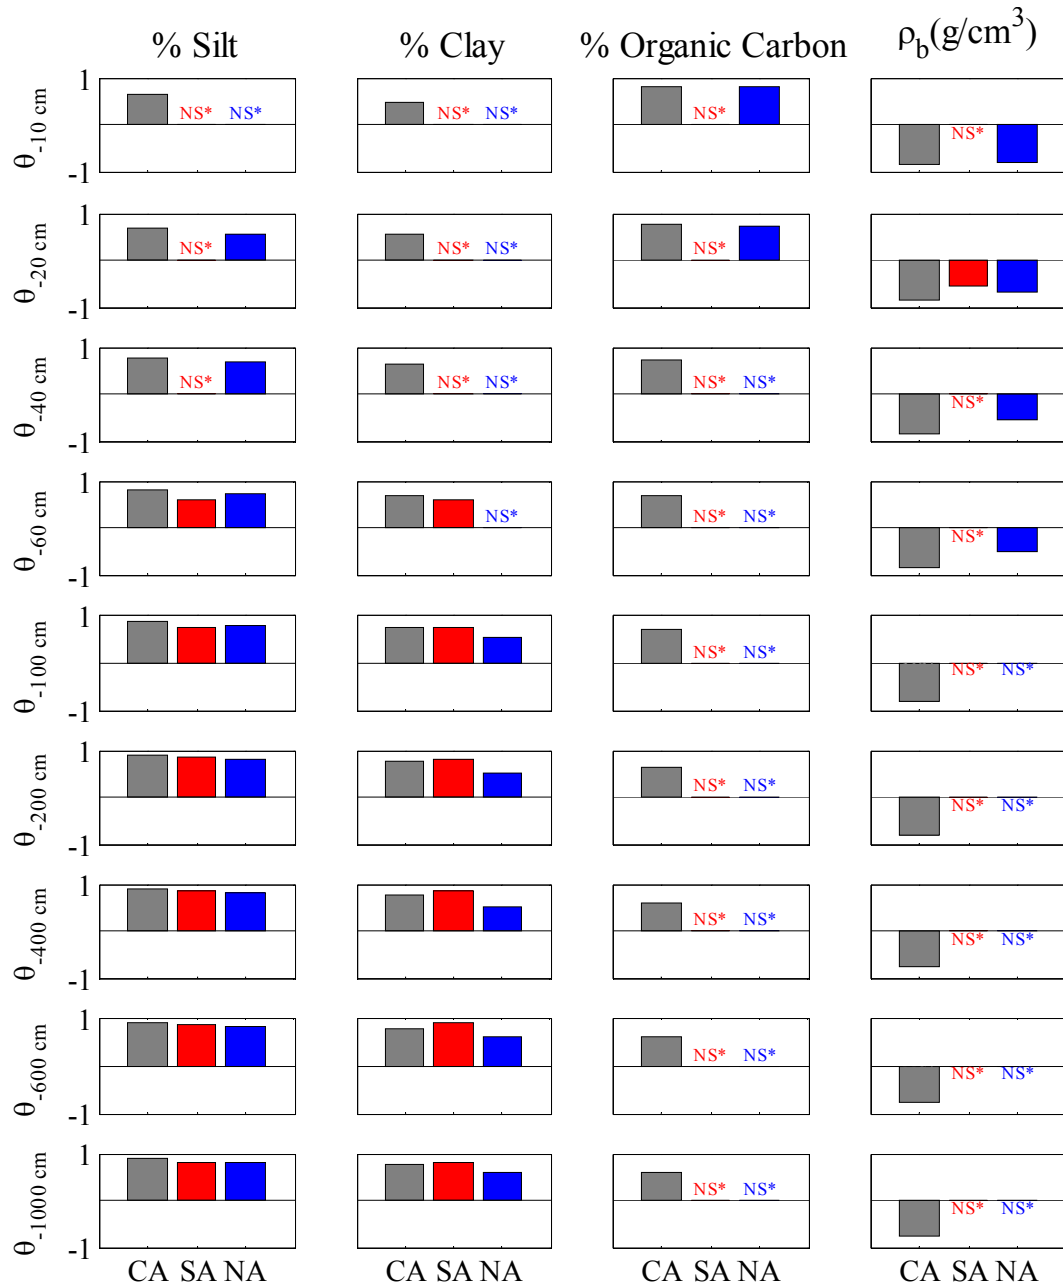 % Silt % Clay % Organic Carbon ρb(g/cm³)
θ-10 cm 1 -1 NS* NS* NS* NS* NS* NS*
θ-20 cm 1 -1 NS* NS* NS* NS*
θ-40 cm 1 -1 NS* NS* NS* NS* NS* NS*
θ-60 cm 1 -1 NS* NS* NS* NS*
θ-100 cm 1 -1 NS* NS* NS* NS*
θ-200 cm 1 -1 NS* NS* NS* NS*
θ-400 cm 1 -1 NS* NS* NS* NS*
θ-600 cm 1 -1 NS* NS* NS* NS*
θ-1000 cm 1 -1 NS* NS* NS* NS*
CA SA NA CA SA NA CA SA NA CA SA NA